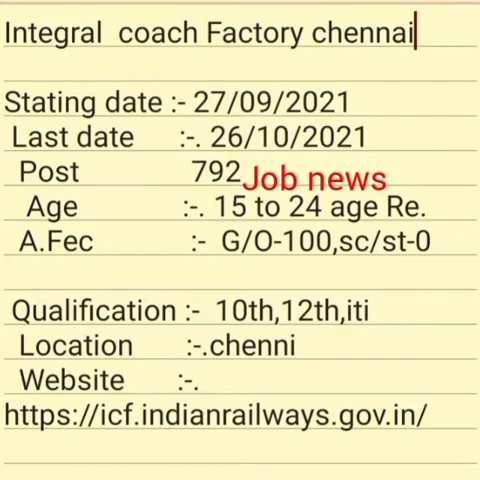 Integral coach Factory chennai
Stating date :- 27/09/2021
Last date :-. 26/10/2021
Post 792
Job news
Age :-. 15 to 24 age Re.
A.Fec :- G/O-100,sc/st-0
Qualification :- 10th,12th,iti
Location :-.chenni
Website :-.
https://icf.indianrailways.gov.in/